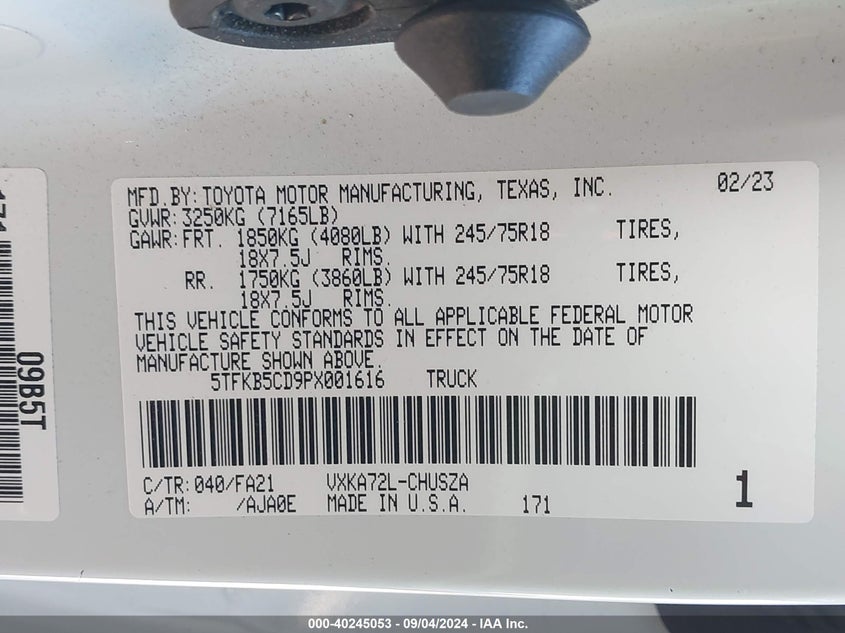 MFD.BY:TOYOTA MOTOR MANUFACTURING, TEXAS, INC. 02/23
GVWR:3250KG (7165LB)
GAWR:FRT. 1850KG (4080LB) WITH 245/75R18 TIRES,
18X7.5J RIMS.
RR. 1750KG (3860LB) WITH 245/75R18 TIRES,
18X7.5J RIMS.
THIS VEHICLE CONFORMS TO ALL APPLICABLE FEDERAL MOTOR
VEHICLE SAFETY STANDARDS IN EFFECT ON THE DATE OF
MANUFACTURE SHOWN ABOVE.
5TFKB5CD9PX001616 TRUCK
C/TR:040/FA21 VXKA72L-CHUSZA
A/TM: /AJA0E MADE IN U.S.A. 171
1
09B5T
000-40245053 - 09/04/2024 - IAA Inc.